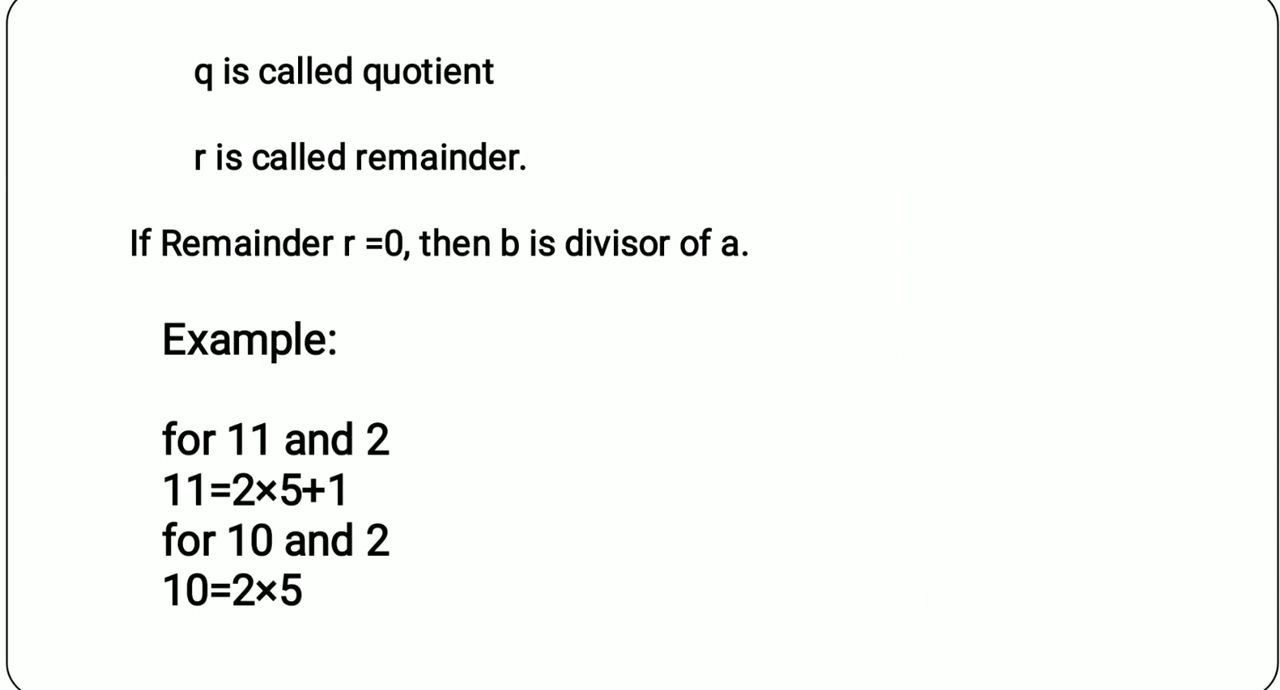 q is called quotient
r is called remainder.
If Remainder r =0, then b is divisor of a.
Example:
for 11 and 2
11=2×5+1
for 10 and 2
10=2×5